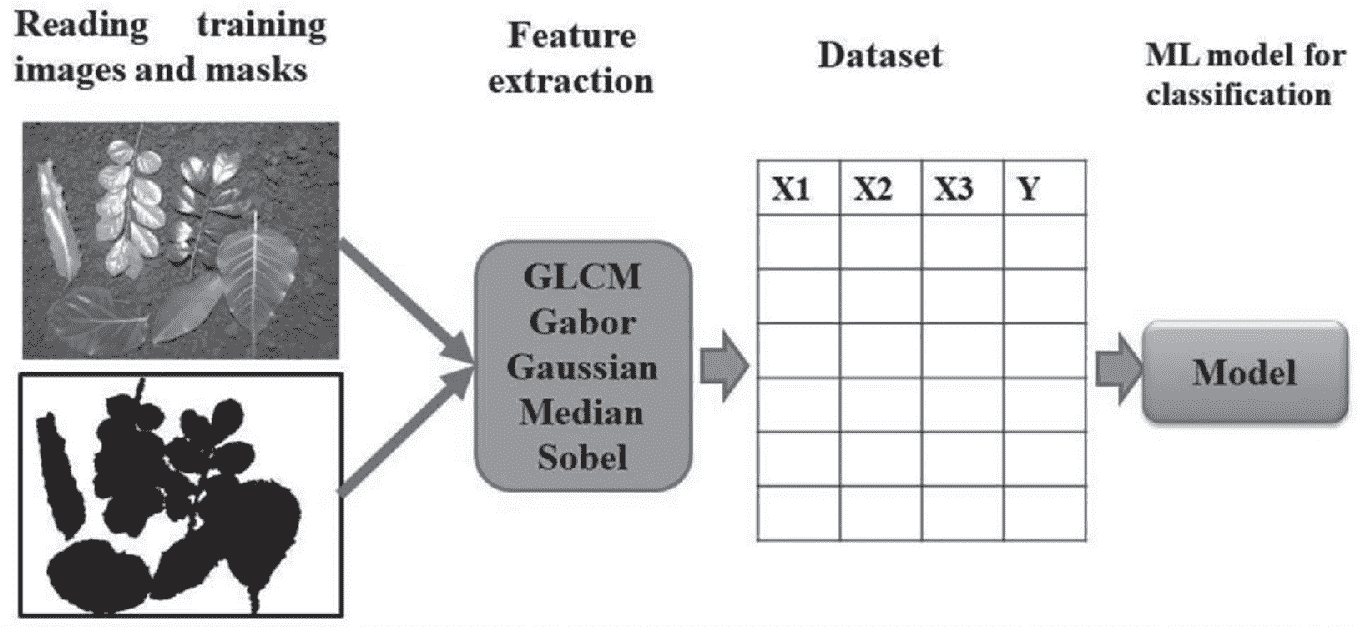 Reading training
images and masks
Feature
extraction
Dataset
ML model for
classification
GLCM
Gabor
Gaussian
Median
Sobel
X1 X2 X3 Y
Model